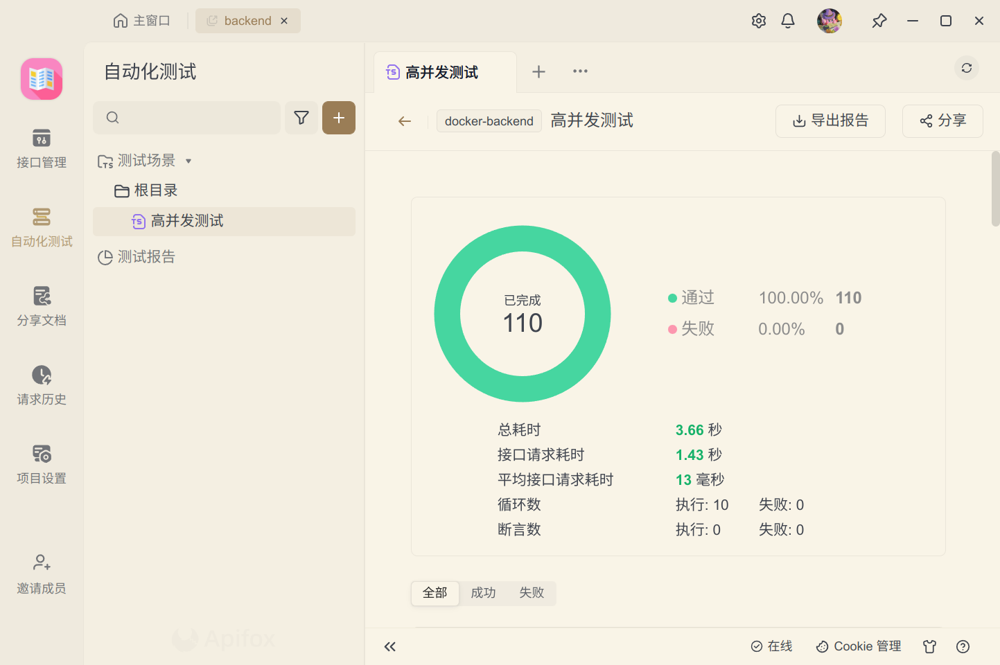 主窗口
backend
自动化测试
高并发测试
docker-backend
高并发测试
导出报告
分享
接口管理
自动化测试
分享文档
请求历史
项目设置
邀请成员
测试场景
根目录
高并发测试
测试报告
已完成
110
通过 100.00% 110
失败 0.00% 0
总耗时 3.66 秒
接口请求耗时 1.43 秒
平均接口请求耗时 13 毫秒
循环数 执行: 10 失败: 0
断言数 执行: 0 失败: 0
全部 成功 失败
Apifox
在线
Cookie 管理